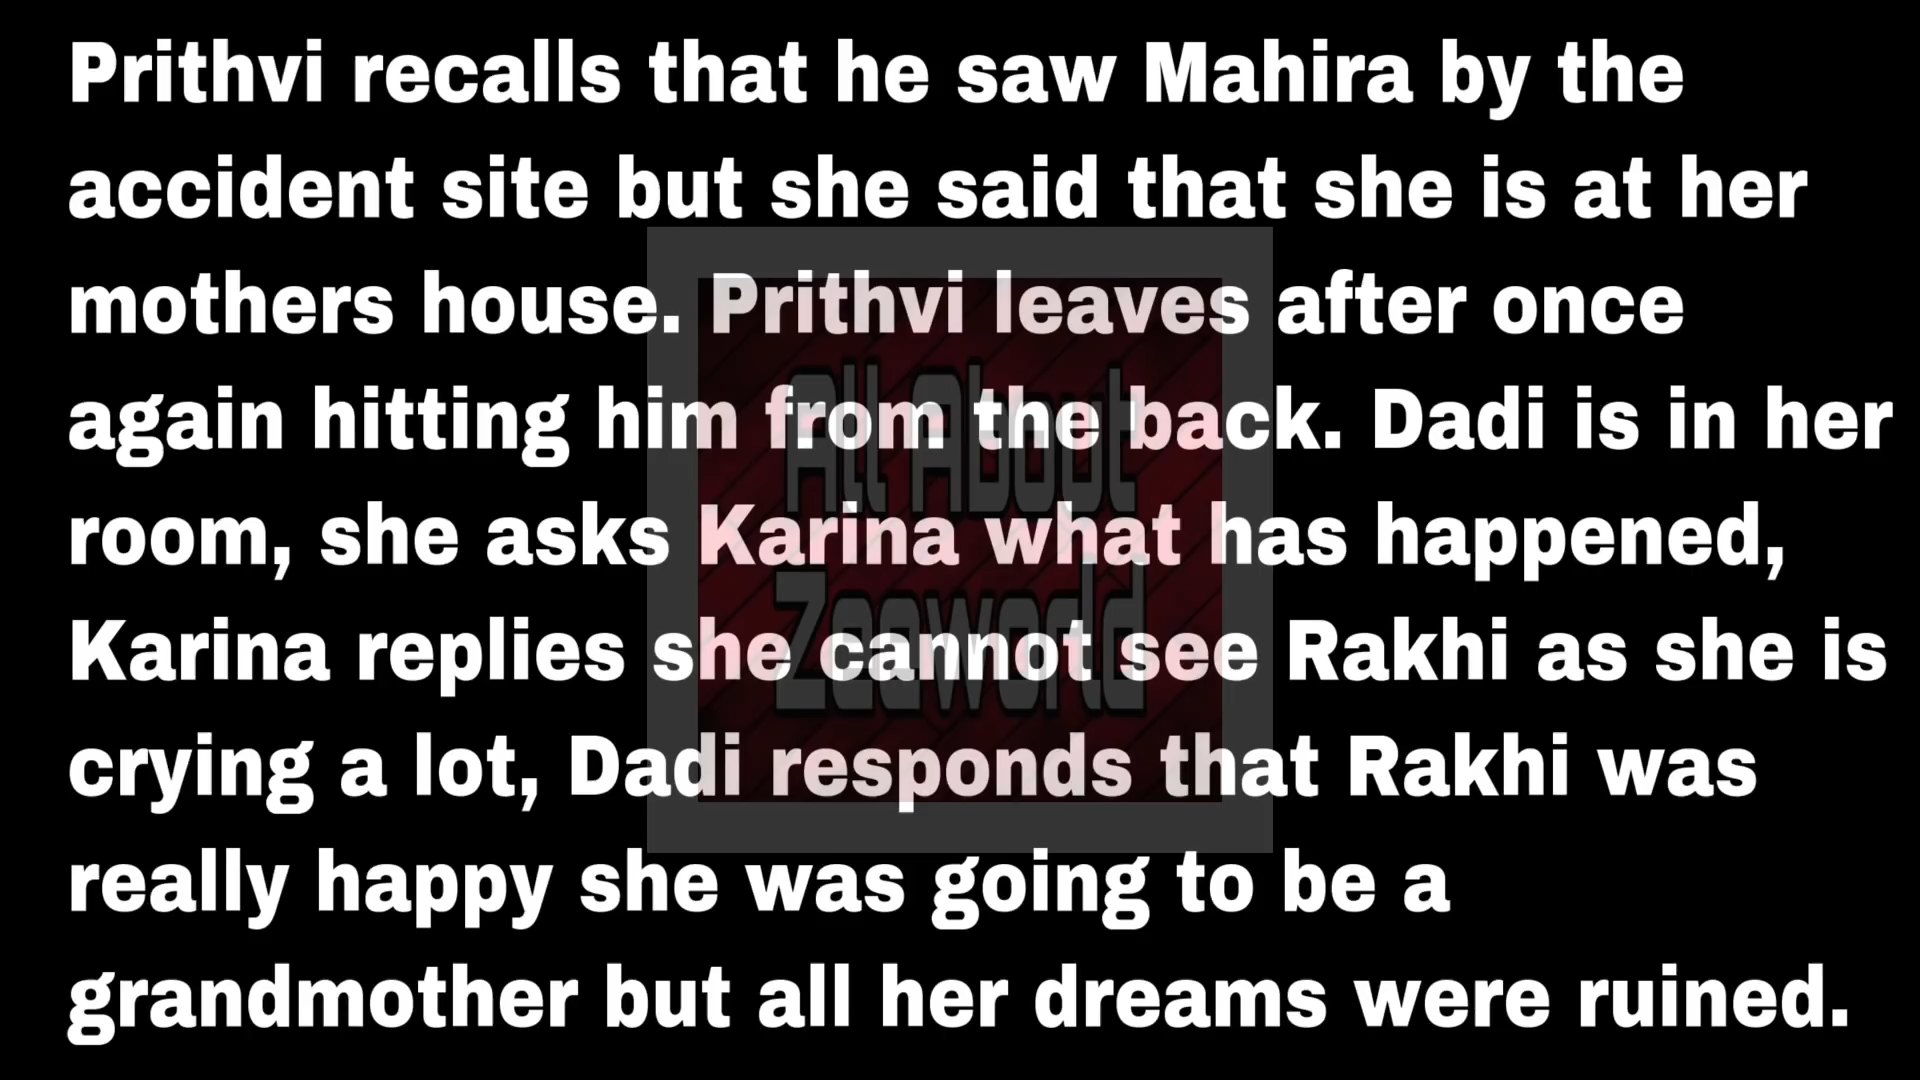 Prithvi recalls that he saw Mahira by the
accident site but she said that she is at her
mothers house. Prithvi leaves after once
again hitting him from the back. Dadi is in her
room, she asks Karina what has happened,
Karina replies she cannot see Rakhi as she is
crying a lot, Dadi responds that Rakhi was
really happy she was going to be a
grandmother but all her dreams were ruined.
All About
Zeeworld